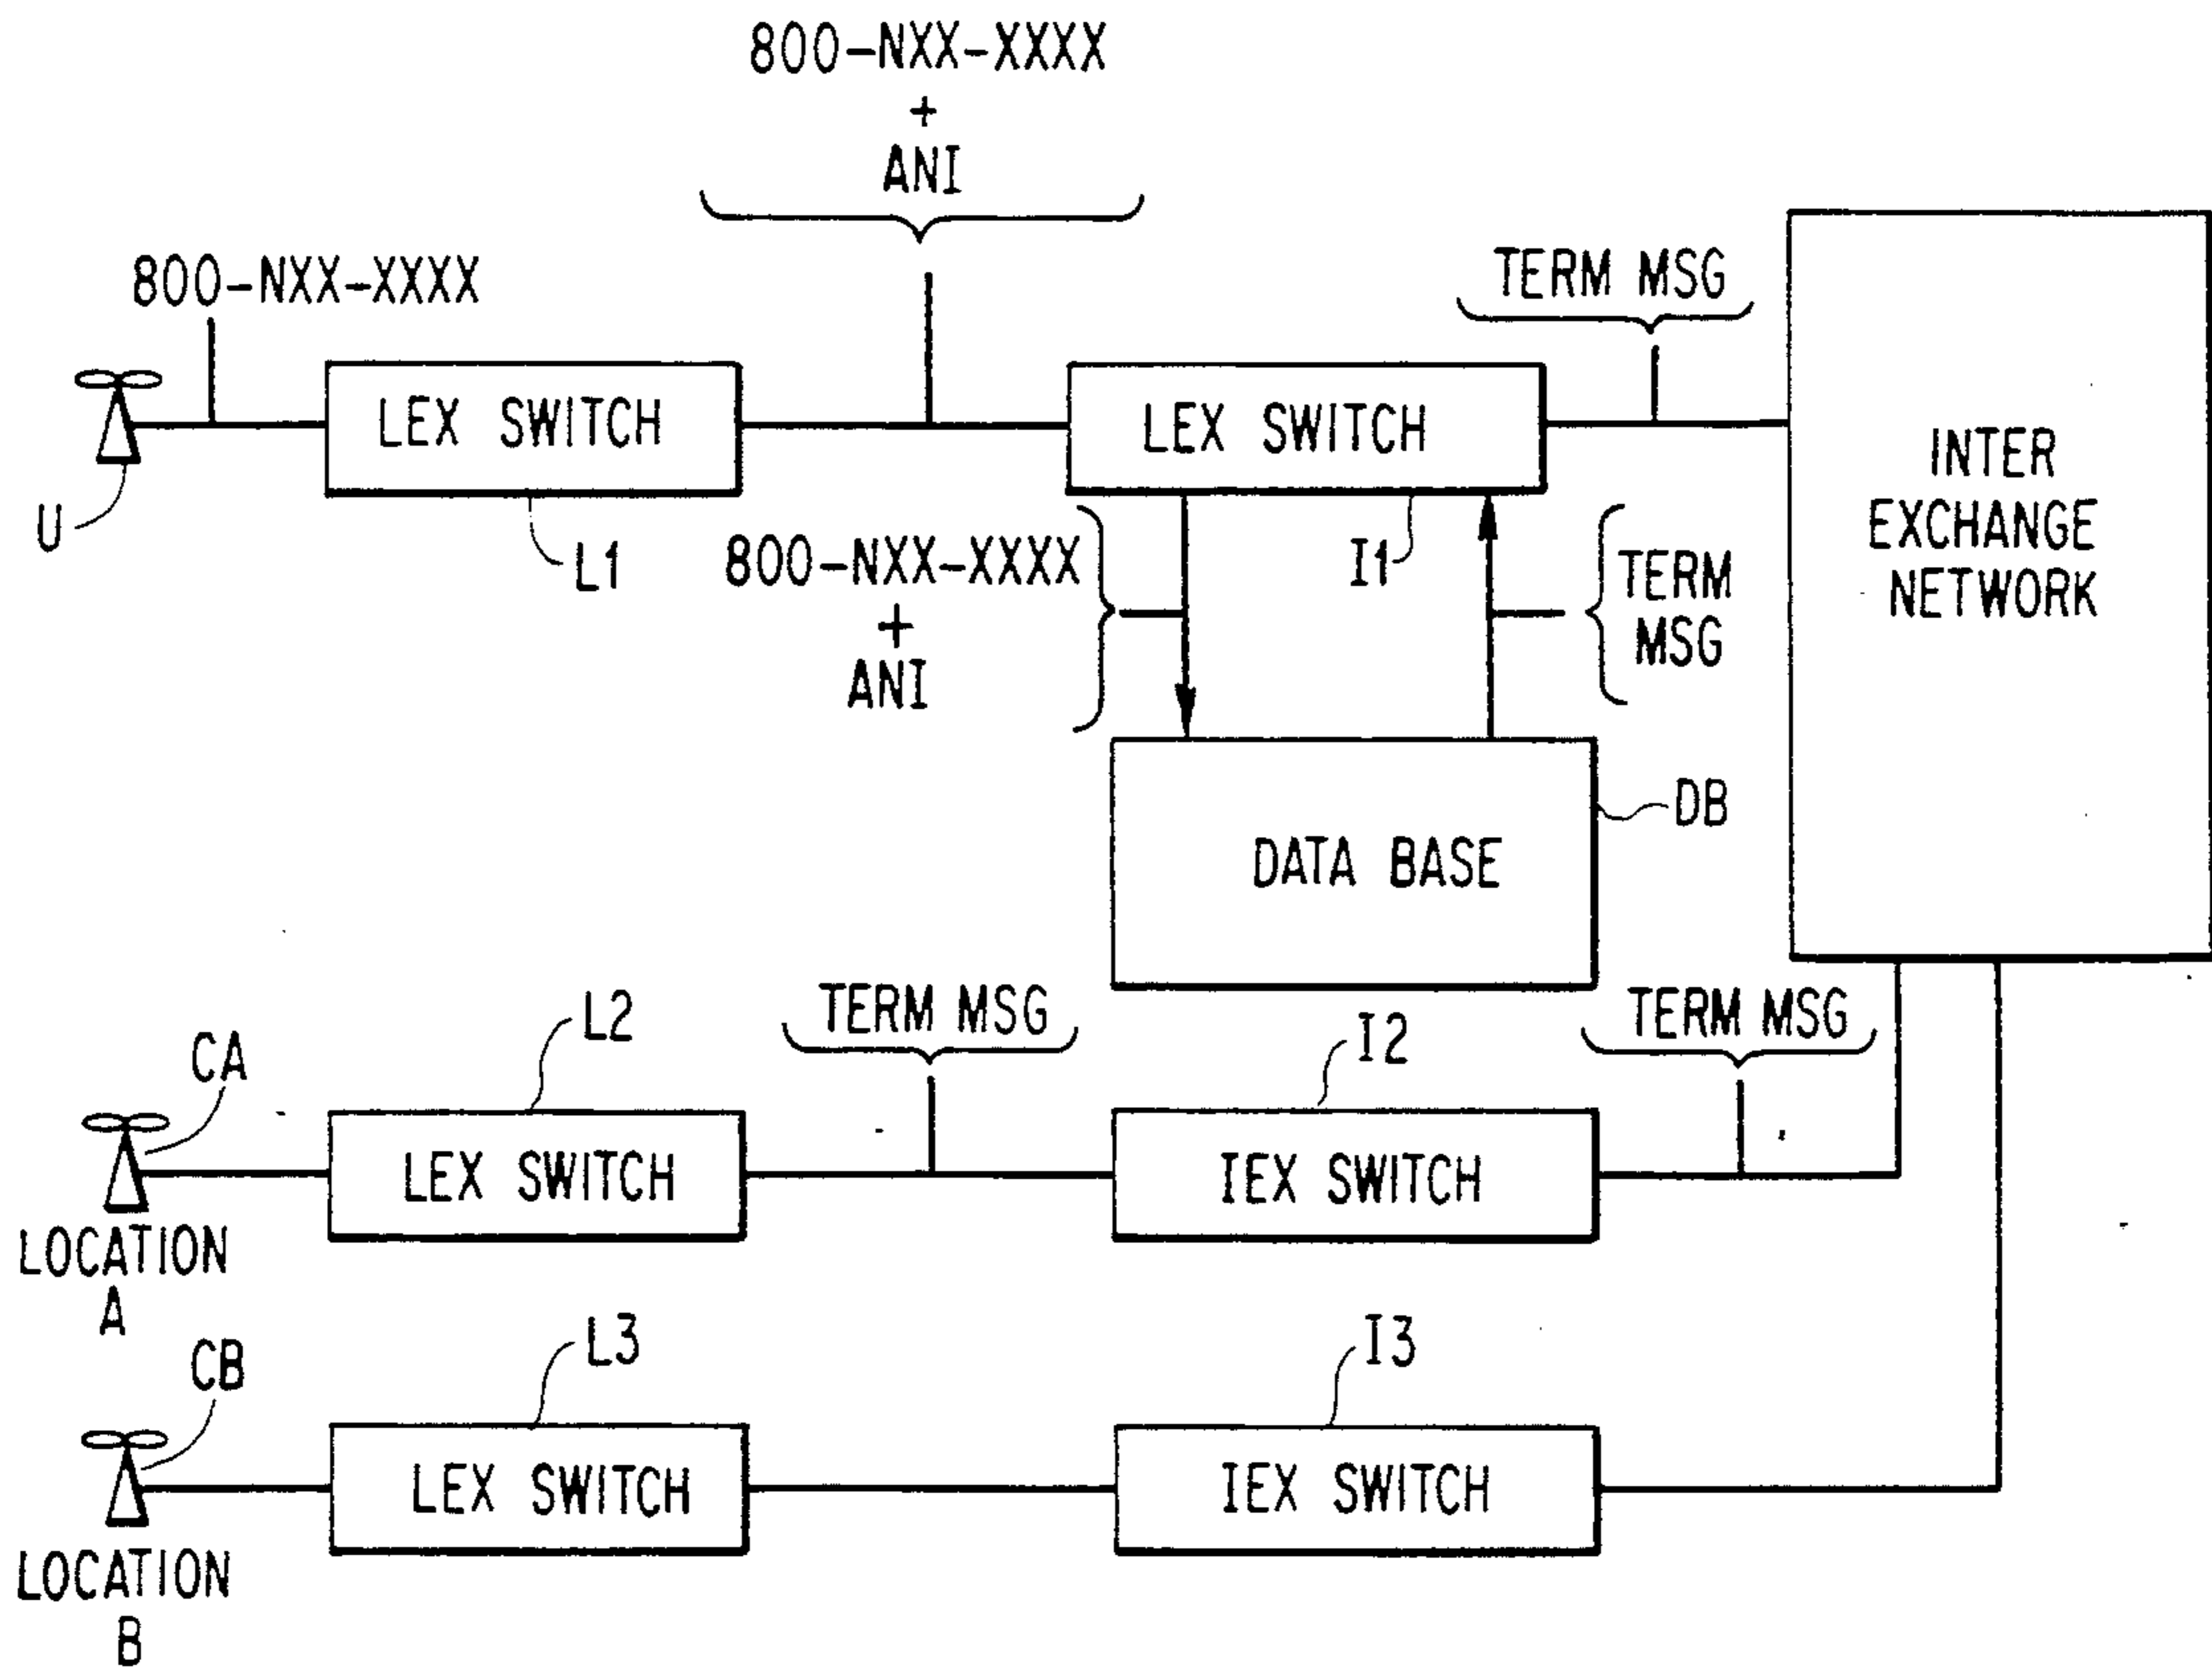 800-NXX-XXXX
+
ANI
800-NXX-XXXX
TERM MSG
LEX SWITCH
LEX SWITCH
INTER
EXCHANGE
NETWORK
U
L1
800-NXX-XXXX
+
ANI
I1
TERM
MSG
DATA BASE
DB
CA
L2
TERM MSG
I2
TERM MSG
LEX SWITCH
IEX SWITCH
LOCATION
A
CB
L3
I3
LEX SWITCH
IEX SWITCH
LOCATION
B